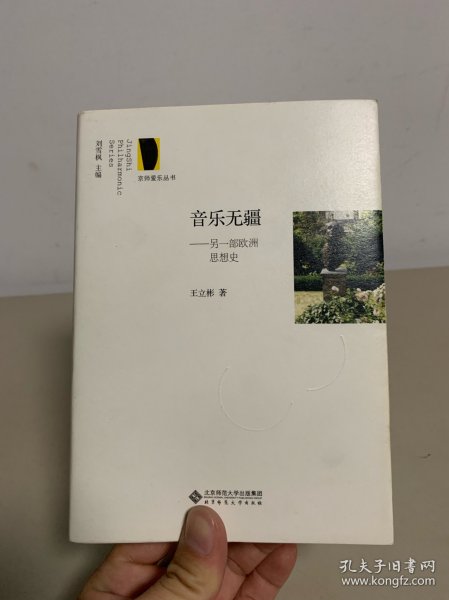 刘雪枫 主编
JingShi
Philharmonic
Series
京师爱乐丛书
音乐无疆
——另一部欧洲
思想史
王立彬 著
北京师范大学出版集团
北京师范大学出版社
孔夫子旧书网
www.kongfz.com